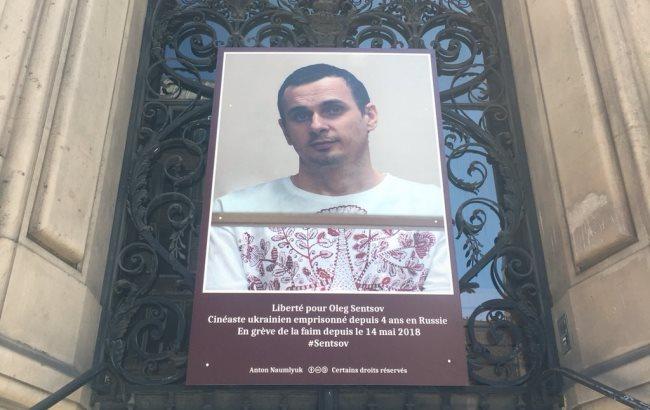 Liberté pour Oleg Sentsov
Cinéaste ukrainien emprisonné depuis 4 ans en Russie
En grève de la faim depuis le 14 mai 2018
#Sentsov
Anton Naumlyuk Certains droits réservés